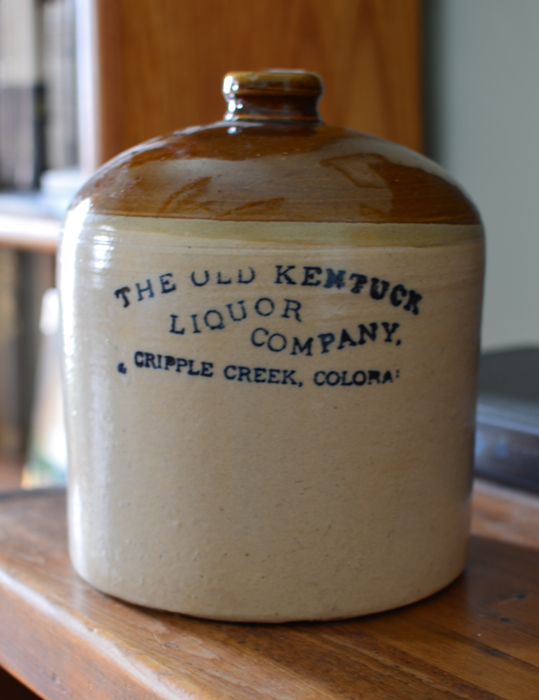 THE OLD KENTUCK
LIQUOR
COMPANY,
CRIPPLE CREEK, COLORA: